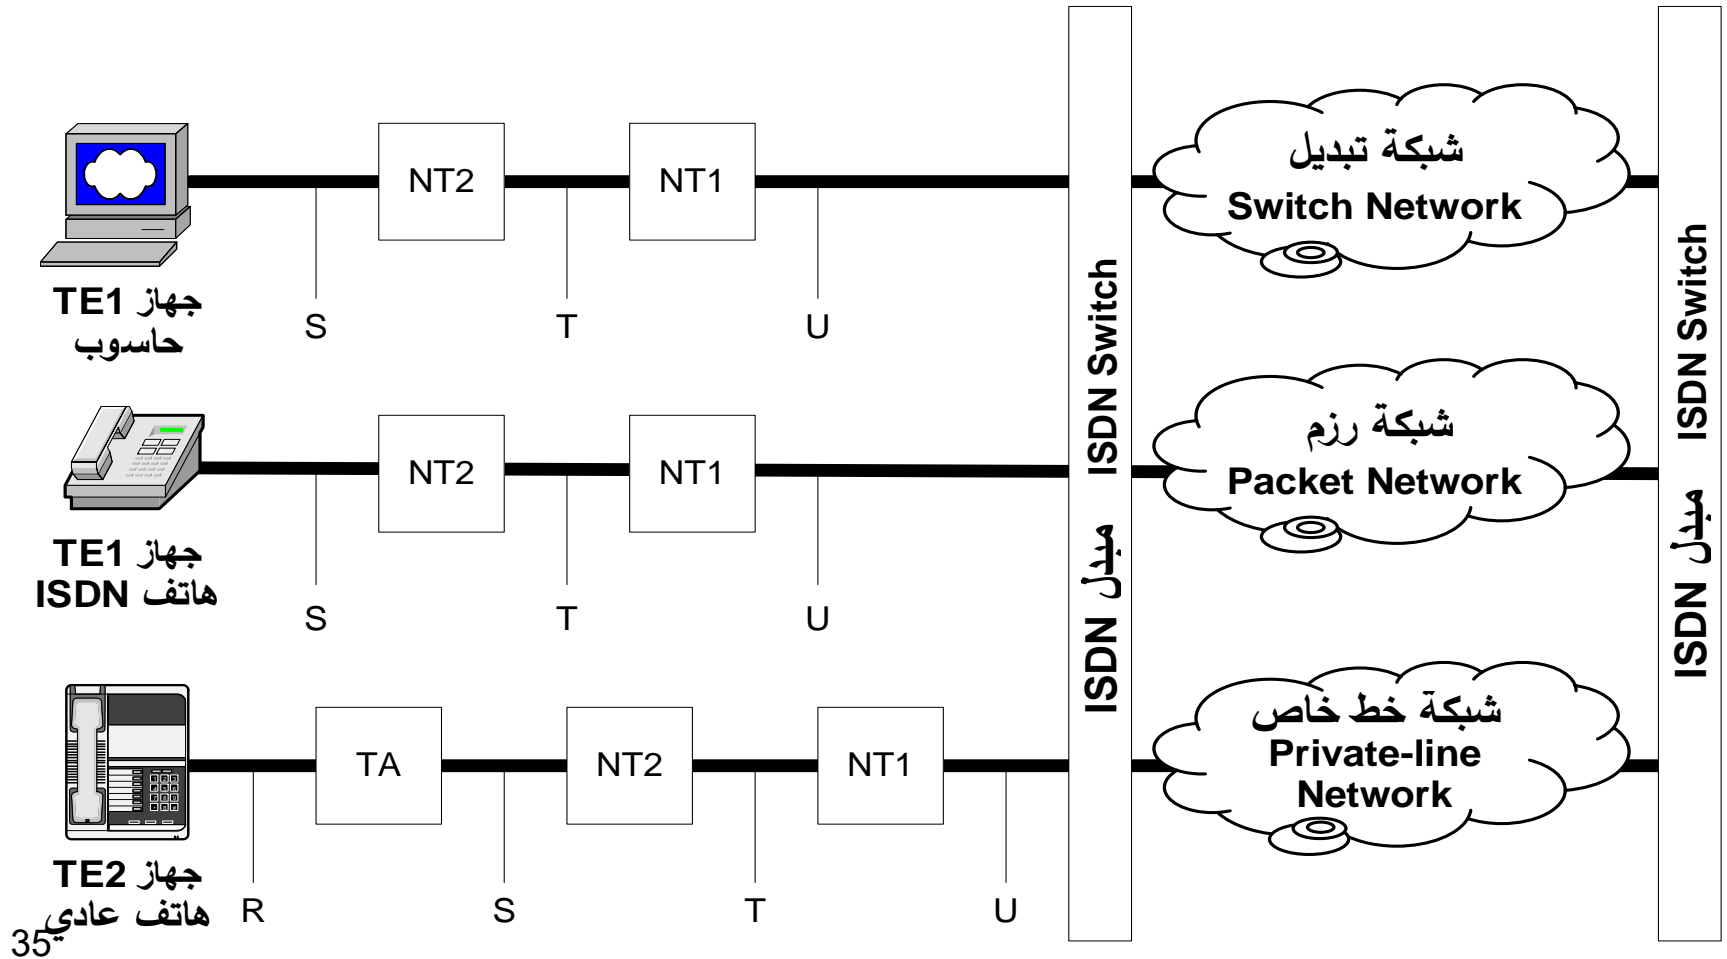 NT2
NT1
جهاز TE1
حاسوب
S
T
U
NT2
NT1
جهاز TE1
هاتف ISDN
S
T
U
TA
NT2
NT1
جهاز TE2
هاتف عادي
R
S
T
U
مبدل ISDN
ISDN Switch
شبكة تبديل
Switch Network
شبكة رزم
Packet Network
شبكة خط خاص
Private-line
Network
مبدل ISDN
ISDN Switch
35